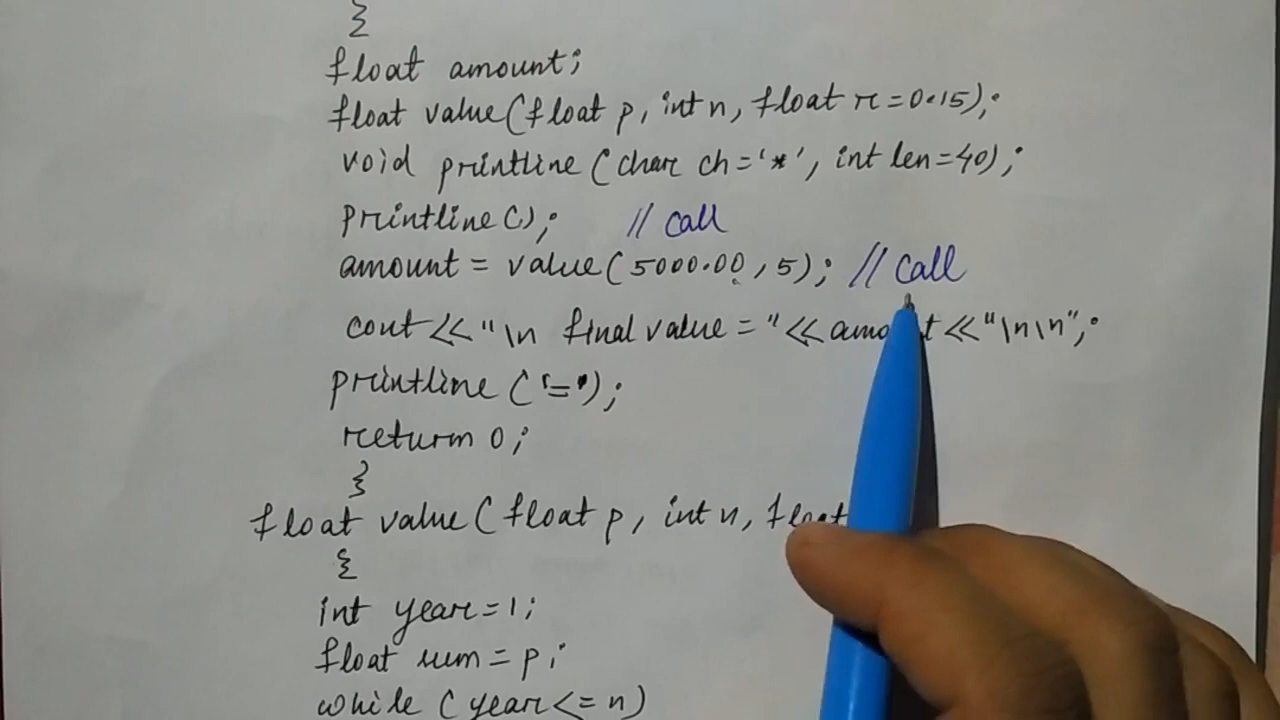 {
float amount;
float value(float p, int n, float r=0.15);
void printline (char ch='*', int len=40);
printline(); // call
amount = value(5000.00, 5); // call
cout<<"\n final value="<<amount<<"\n\n";
printline ('=');
return 0;
}
float value(float p, int n, float
{
int year=1;
float sum=p;
while (year<=n)